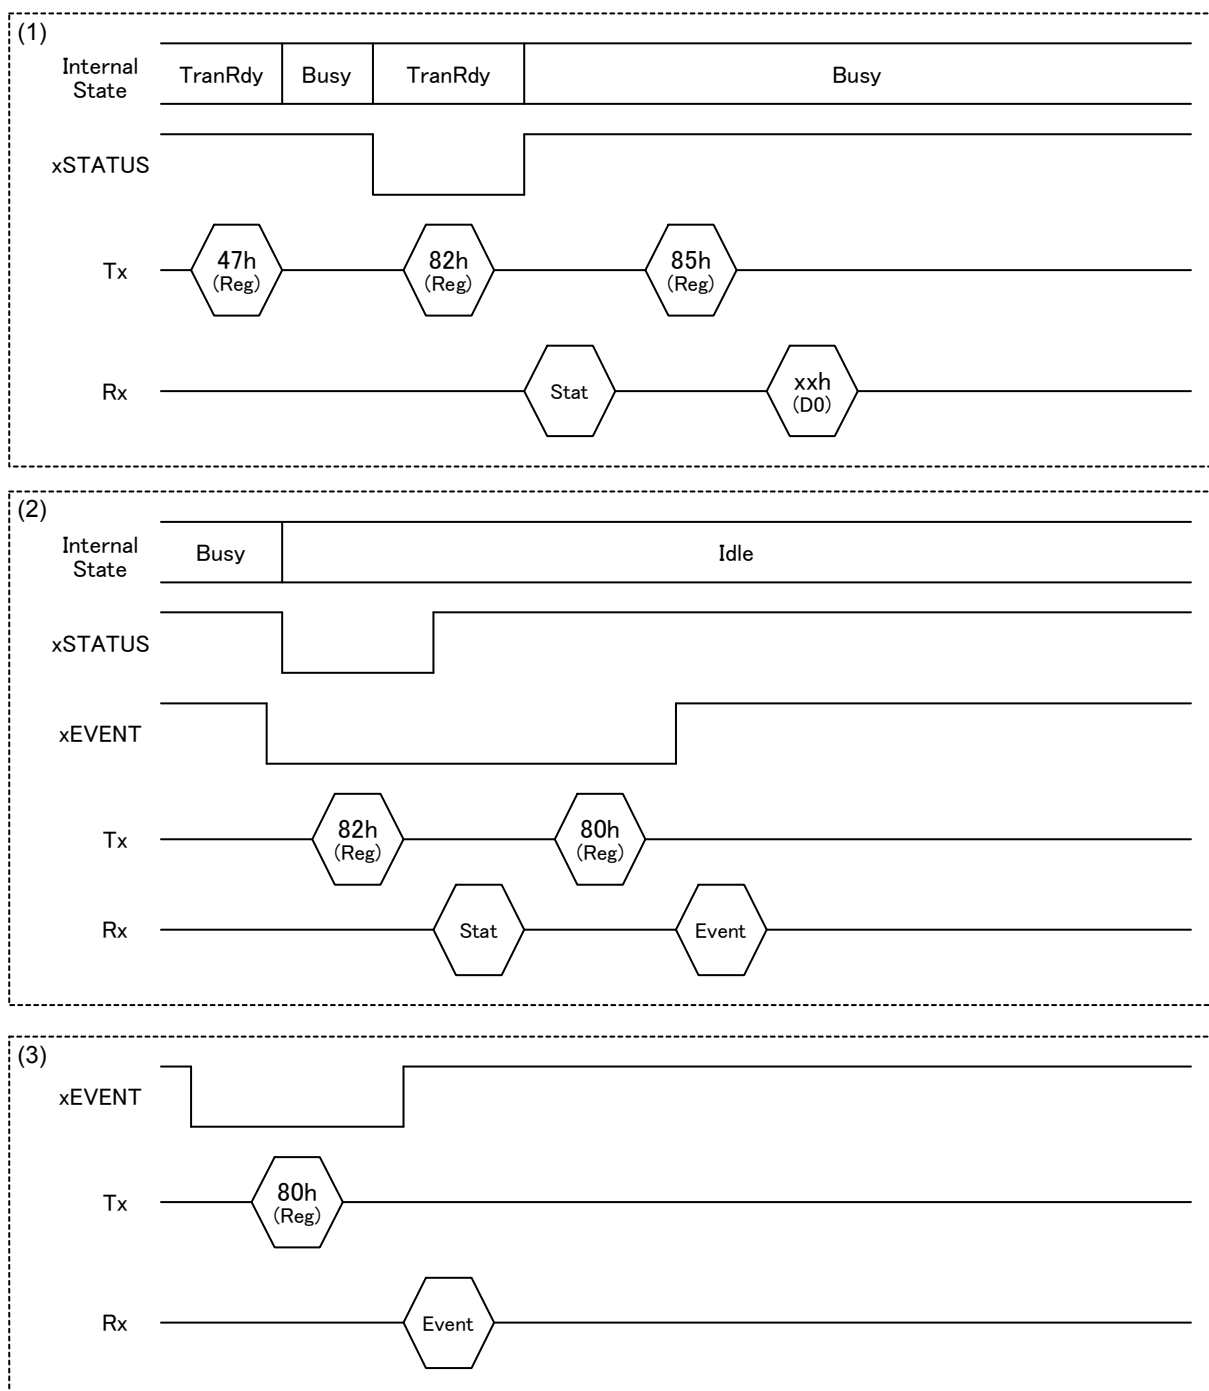 (1)
Internal
State
TranRdy Busy TranRdy Busy
xSTATUS
Tx
47h
(Reg)
82h
(Reg)
85h
(Reg)
Rx
Stat
xxh
(D0)
(2)
Internal
State
Busy Idle
xSTATUS
xEVENT
Tx
82h
(Reg)
80h
(Reg)
Rx
Stat
Event
(3)
xEVENT
Tx
80h
(Reg)
Rx
Event